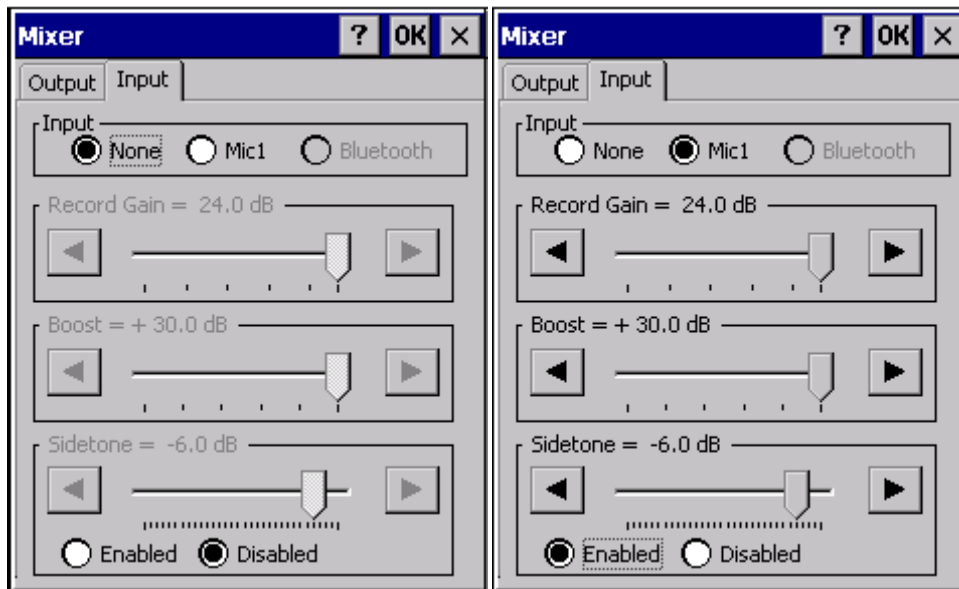 Mixer ? OK ×
Output Input
Input
None Mic1 Bluetooth
Record Gain = 24.0 dB
Boost = + 30.0 dB
Sidetone = -6.0 dB
Enabled Disabled
Mixer ? OK ×
Output Input
Input
None Mic1 Bluetooth
Record Gain = 24.0 dB
Boost = + 30.0 dB
Sidetone = -6.0 dB
Enabled Disabled